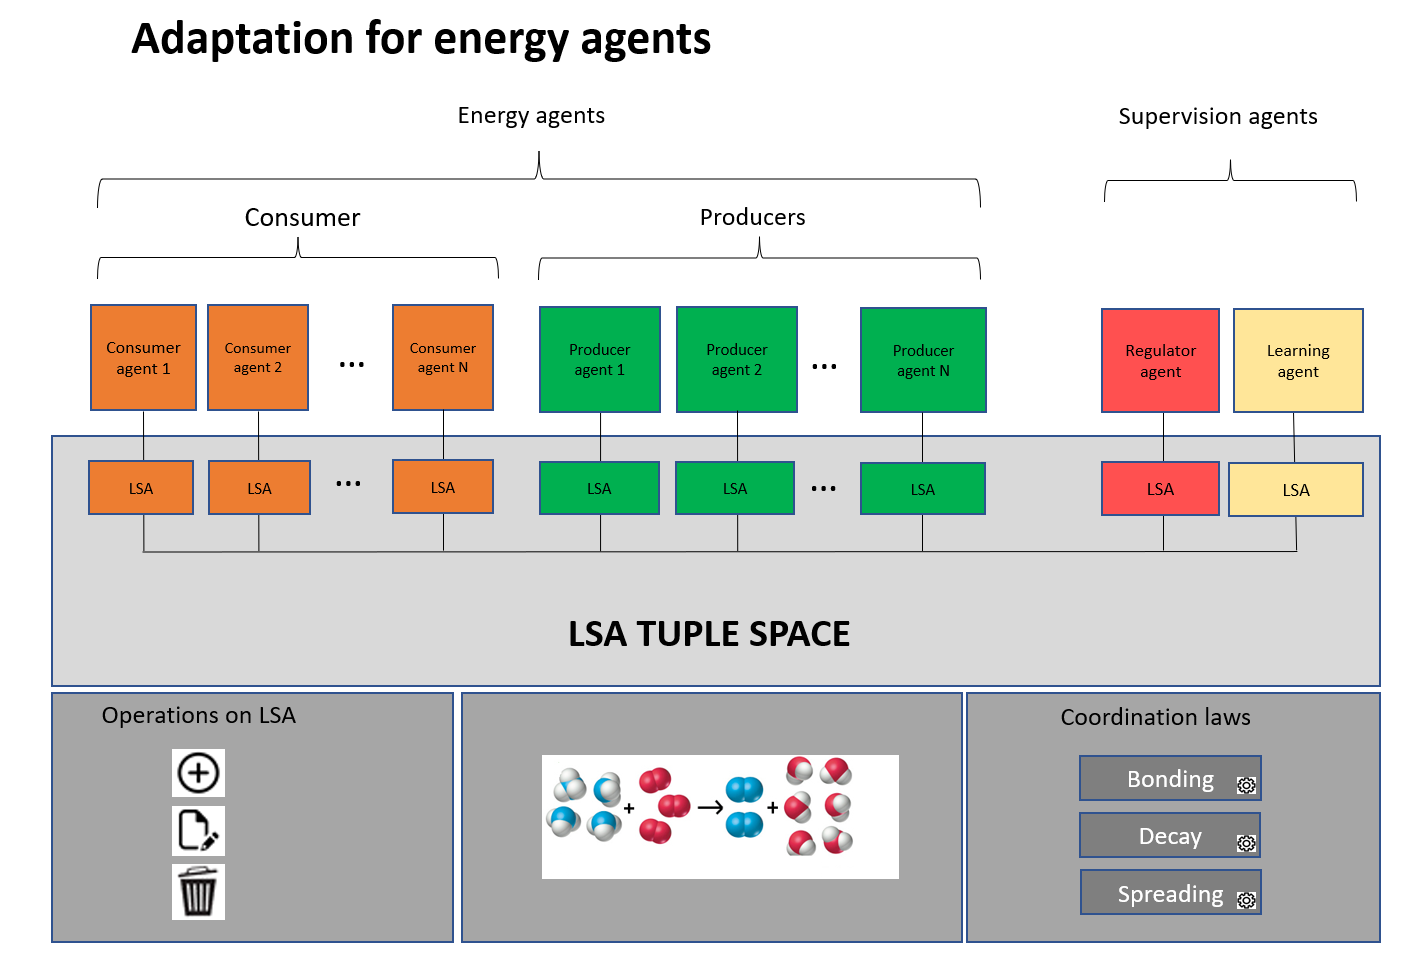 Adaptation for energy agents
Energy agents
Supervision agents
Consumer
Producers
Consumer
agent 1
Consumer
agent 2
...
Consumer
agent N
Producer
agent 1
Producer
agent 2
...
Producer
agent N
Regulator
agent
Learning
agent
LSA
LSA
...
LSA
LSA
LSA
...
LSA
LSA
LSA
LSA TUPLE SPACE
Operations on LSA
+
→
+
Coordination laws
Bonding
Decay
Spreading